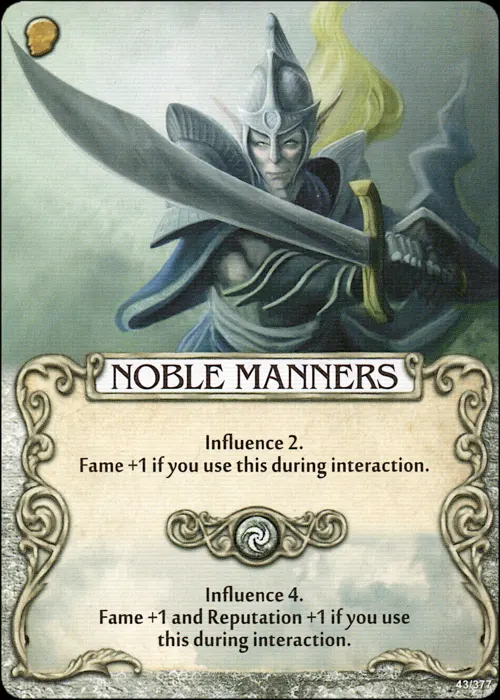 NOBLE MANNERS
Influence 2.
Fame +1 if you use this during interaction.
Influence 4.
Fame +1 and Reputation +1 if you use
this during interaction.
43/377